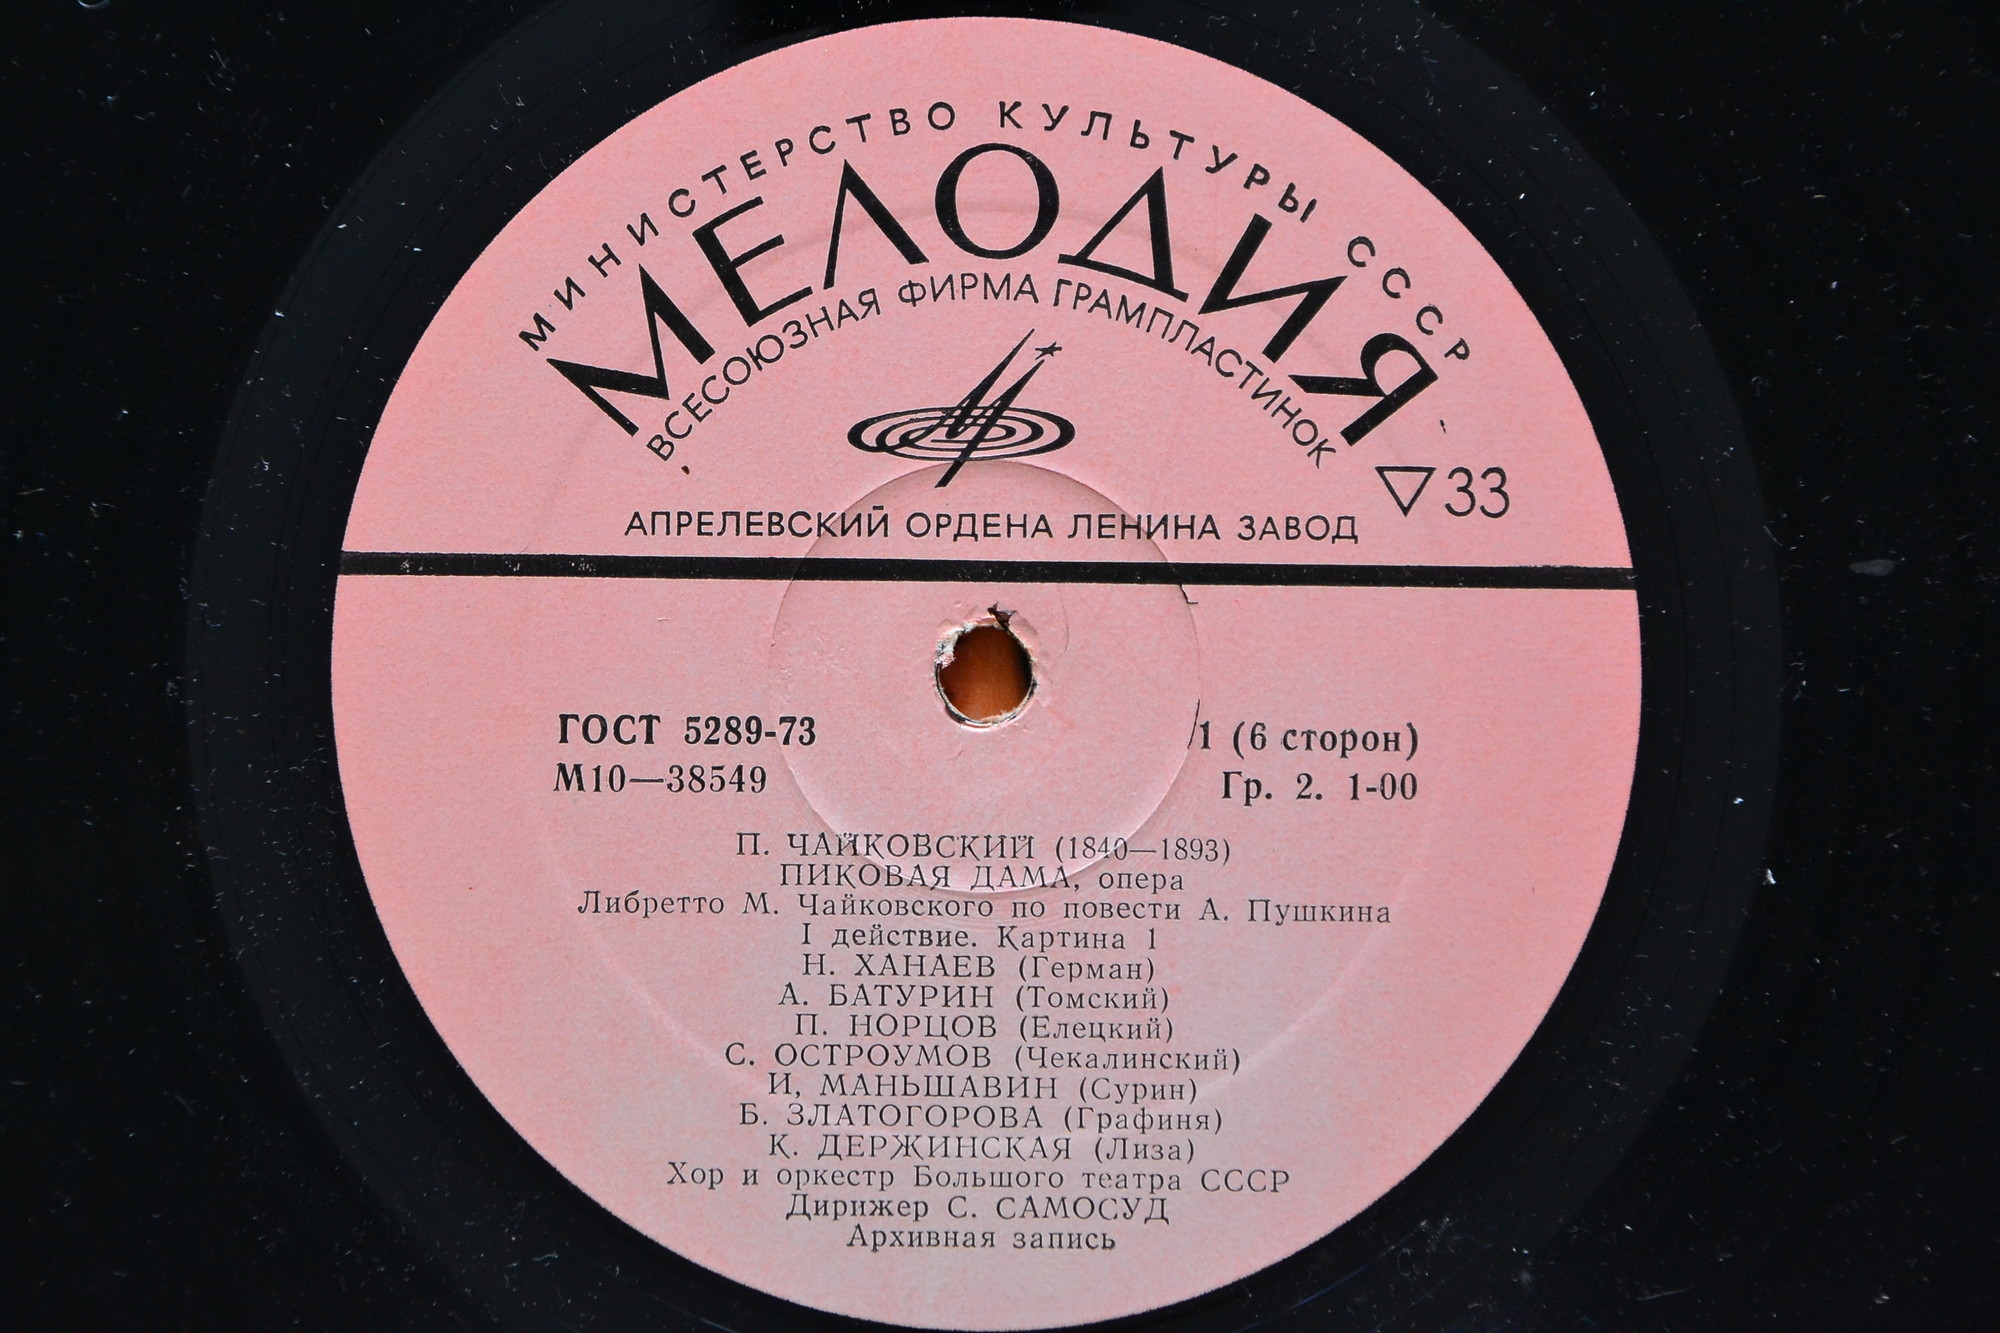 МИНИСТЕРСТВО КУЛЬТУРЫ СССР
МЕЛОДИЯ
ВСЕСОЮЗНАЯ ФИРМА ГРАМПЛАСТИНОК
33
АПРЕЛЕВСКИЙ ОРДЕНА ЛЕНИНА ЗАВОД
ГОСТ 5289-73
1 (6 сторон)
М10—38549
Гр. 2. 1-00
П. ЧАЙКОВСКИЙ (1840—1893)
ПИКОВАЯ ДАМА, опера
Либретто М. Чайковского по повести А. Пушкина
I действие. Картина 1
Н. ХАНАЕВ (Герман)
А. БАТУРИН (Томский)
П. НОРЦОВ (Елецкий)
С. ОСТРОУМОВ (Чекалинский)
И, МАНЬШАВИН (Сурин)
Б. ЗЛАТОГОРОВА (Графиня)
К. ДЕРЖИНСКАЯ (Лиза)
Хор и оркестр Большого театра СССР
Дирижер С. САМОСУД
Архивная запись